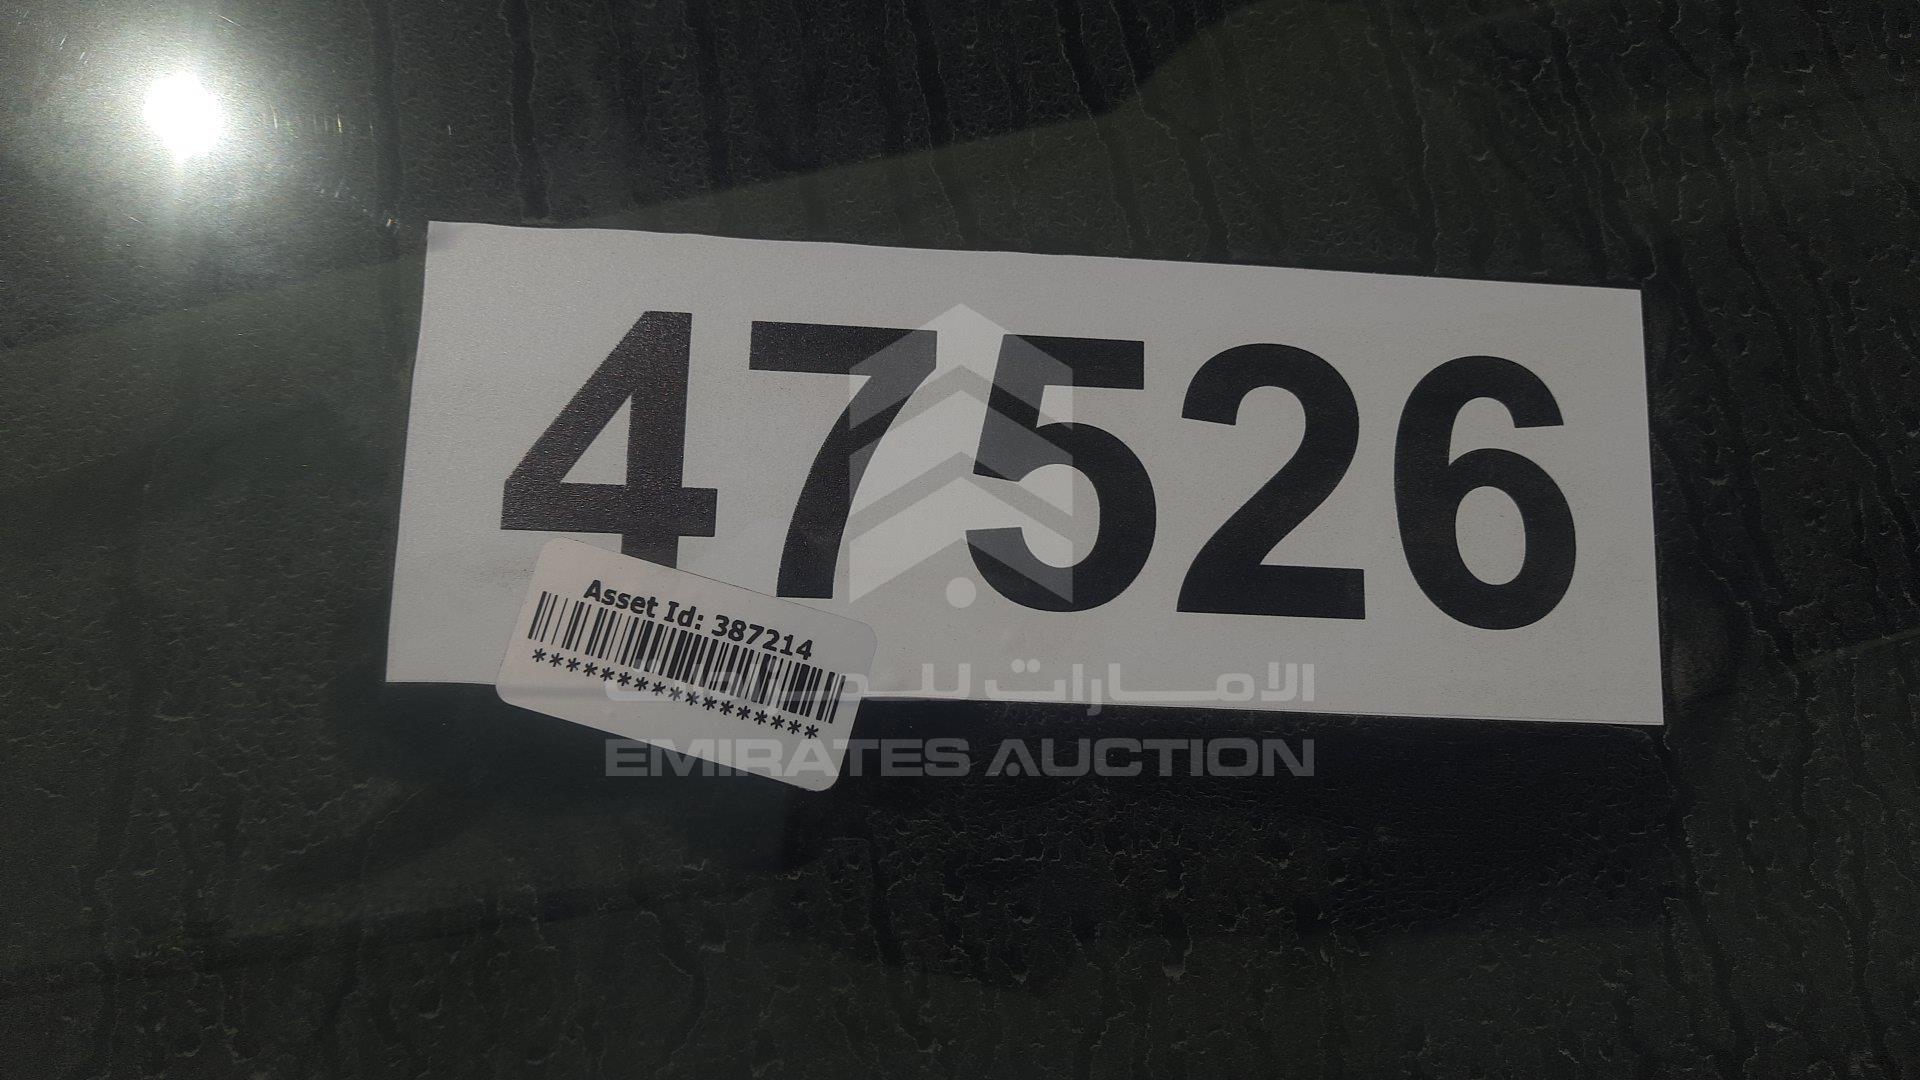 47526
Asset Id: 387214
******************
الامارات للمزادات
EMIRATES AUCTION